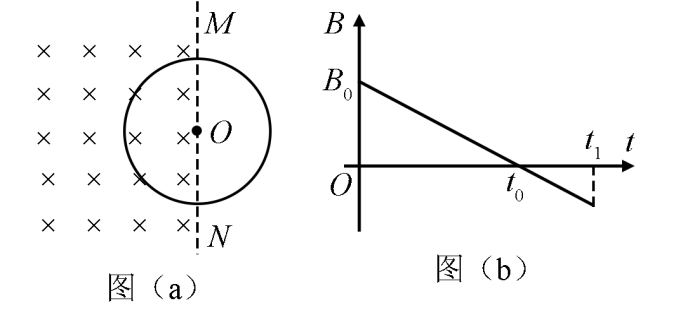 M
O
N
图（a）
B
B₀
O
t₀
t₁
t
图（b）